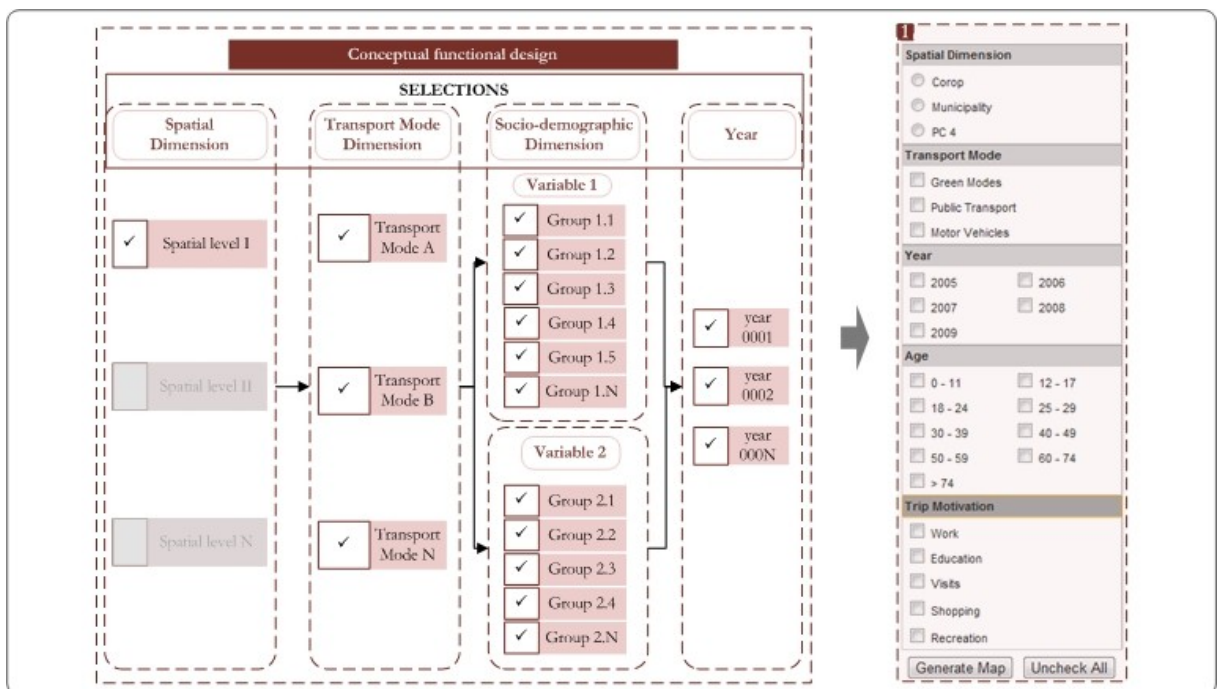 Conceptual functional design
SELECTIONS
Spatial
Dimension
Transport Mode
Dimension
Socio-demographic
Dimension
Year
Spatial level I
Spatial level II
Spatial level N
Transport
Mode A
Transport
Mode B
Transport
Mode N
Variable 1
Group 1.1
Group 1.2
Group 1.3
Group 1.4
Group 1.5
Group 1.N
Variable 2
Group 2.1
Group 2.2
Group 2.3
Group 2.4
Group 2.N
year
0001
year
0002
year
000N
1
Spatial Dimension
Corop
Municipality
PC 4
Transport Mode
Green Modes
Public Transport
Motor Vehicles
Year
2005 2006
2007 2008
2009
Age
0 - 11 12 - 17
18 - 24 25 - 29
30 - 39 40 - 49
50 - 59 60 - 74
> 74
Trip Motivation
Work
Education
Visits
Shopping
Recreation
Generate Map Uncheck All